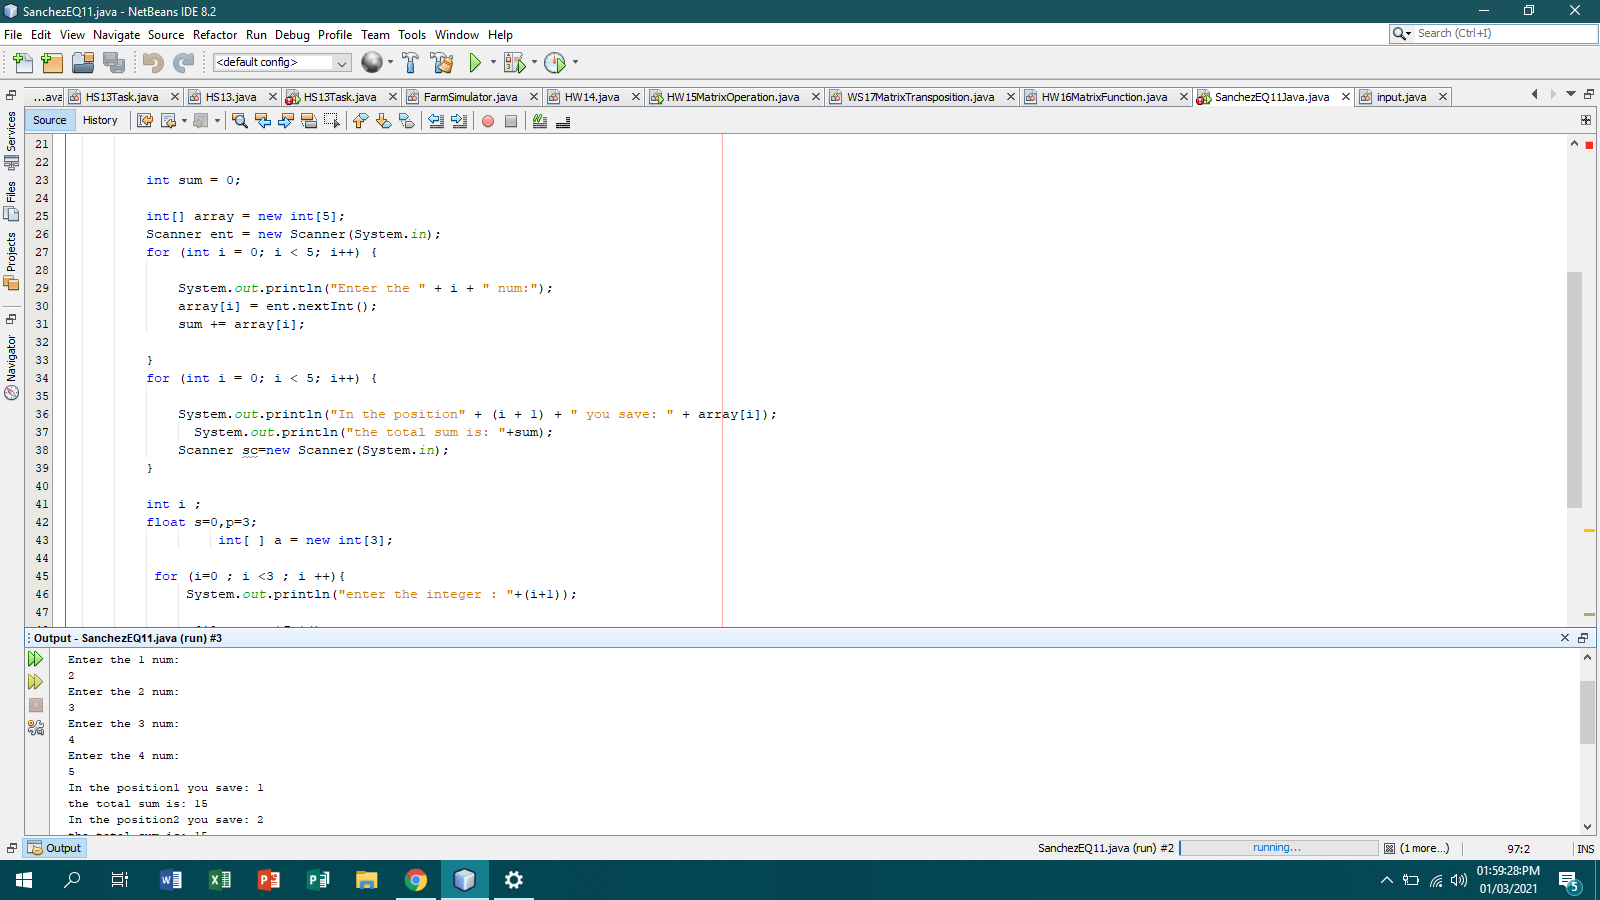 SanchezEQ11.java - NetBeans IDE 8.2
File Edit View Navigate Source Refactor Run Debug Profile Team Tools Window Help
Search (Ctrl+I)
<default config>
...ava HS13Task.java HS13.java HS13Task.java FarmSimulator.java HW14.java HW15MatrixOperation.java WS17MatrixTransposition.java HW16MatrixFunction.java SanchezEQ11Java.java input.java
Source History
Services
Files
Projects
Navigator
21
22
23 int sum = 0;
24
25 int[] array = new int[5];
26 Scanner ent = new Scanner(System.in);
27 for (int i = 0; i < 5; i++) {
28
29 System.out.println("Enter the " + i + " num:");
30 array[i] = ent.nextInt();
31 sum += array[i];
32
33 }
34 for (int i = 0; i < 5; i++) {
35
36 System.out.println("In the position" + (i + 1) + " you save: " + array[i]);
37 System.out.println("the total sum is: "+sum);
38 Scanner sc=new Scanner(System.in);
39 }
40
41 int i ;
42 float s=0,p=3;
43 int[ ] a = new int[3];
44
45 for (i=0 ; i <3 ; i ++){
46 System.out.println("enter the integer : "+(i+1));
47
Output - SanchezEQ11.java (run) #3
Enter the 1 num:
2
Enter the 2 num:
3
Enter the 3 num:
4
Enter the 4 num:
5
In the position1 you save: 1
the total sum is: 15
In the position2 you save: 2
the total sum is: 15
Output
SanchezEQ11.java (run) #2 running... (1 more...) 97:2 INS
01:59:28:PM
01/03/2021
5